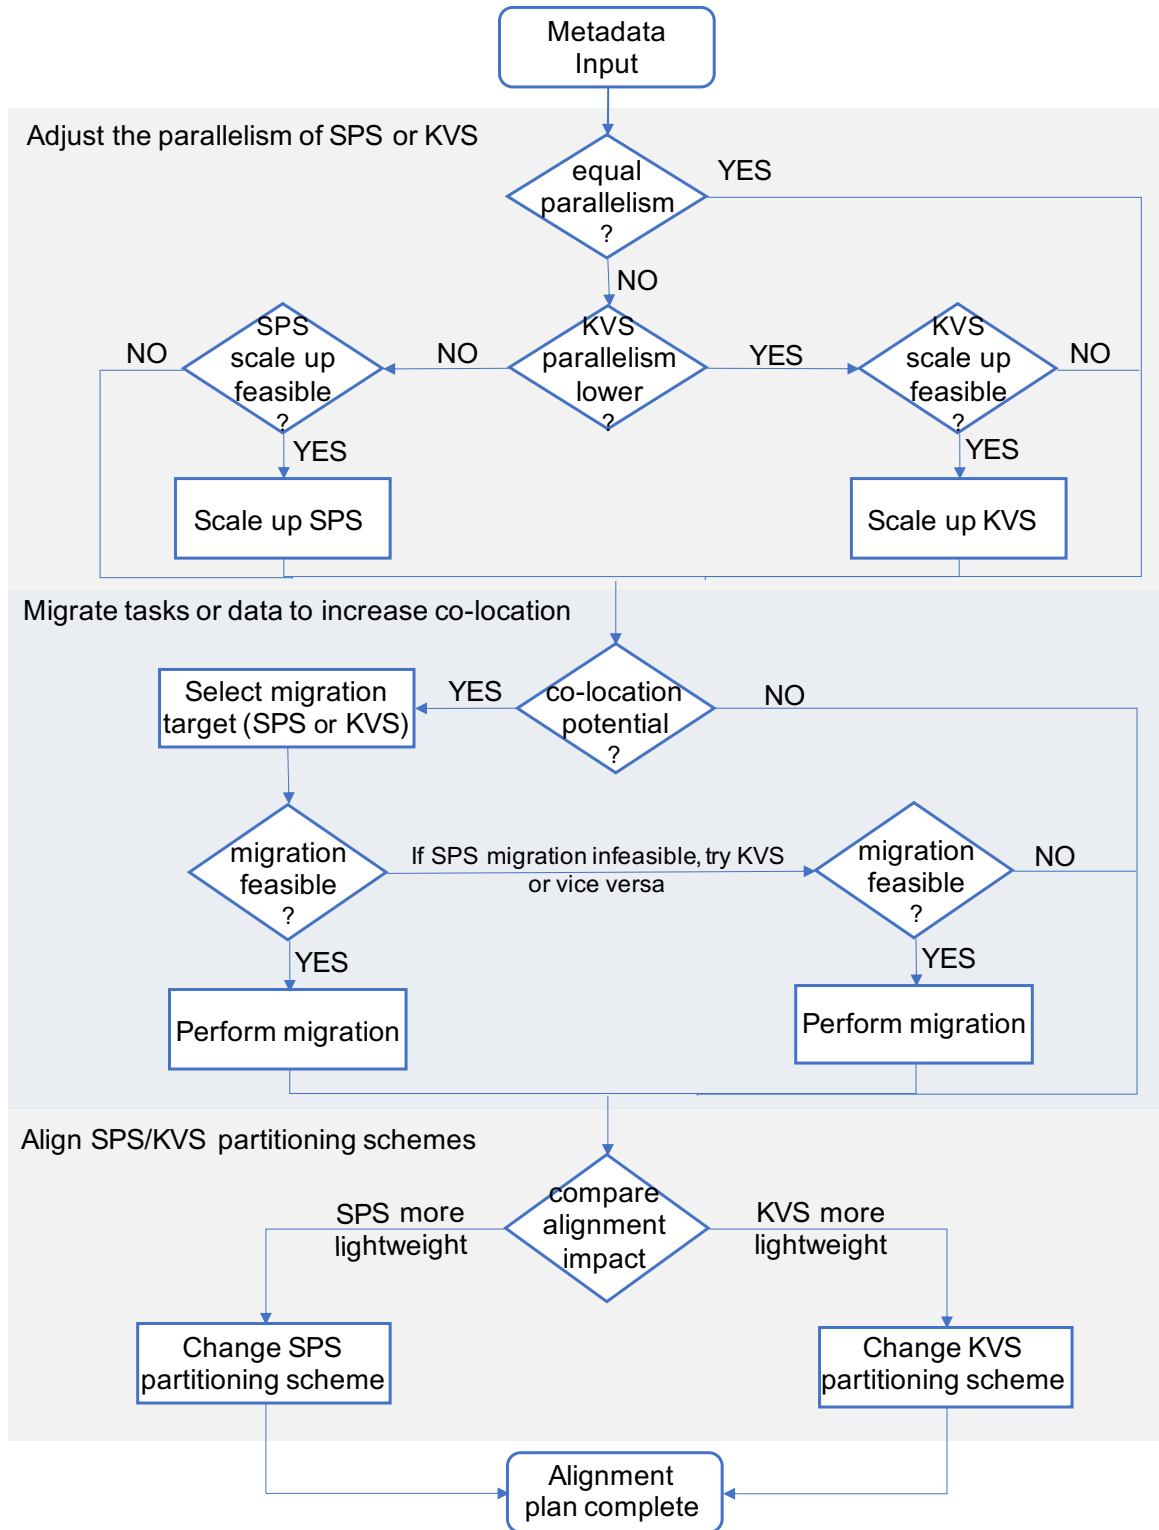 Metadata
Input
Adjust the parallelism of SPS or KVS
equal
parallelism
?
YES
NO
SPS
scale up
feasible
?
NO
NO
KVS
parallelism
lower
?
YES
KVS
scale up
feasible
?
NO
YES
YES
Scale up SPS
Scale up KVS
Migrate tasks or data to increase co-location
Select migration
target (SPS or KVS)
YES
co-location
potential
?
NO
migration
feasible
?
If SPS migration infeasible, try KVS
or vice versa
migration
feasible
?
NO
YES
YES
Perform migration
Perform migration
Align SPS/KVS partitioning schemes
compare
alignment
impact
SPS more
lightweight
KVS more
lightweight
Change SPS
partitioning scheme
Change KVS
partitioning scheme
Alignment
plan complete